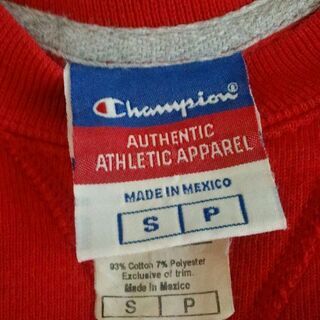 Champion
AUTHENTIC
ATHLETIC APPAREL
MADE IN MEXICO
S P
93% Cotton 7% Polyester
Exclusive of trim.
Made in Mexico
S P